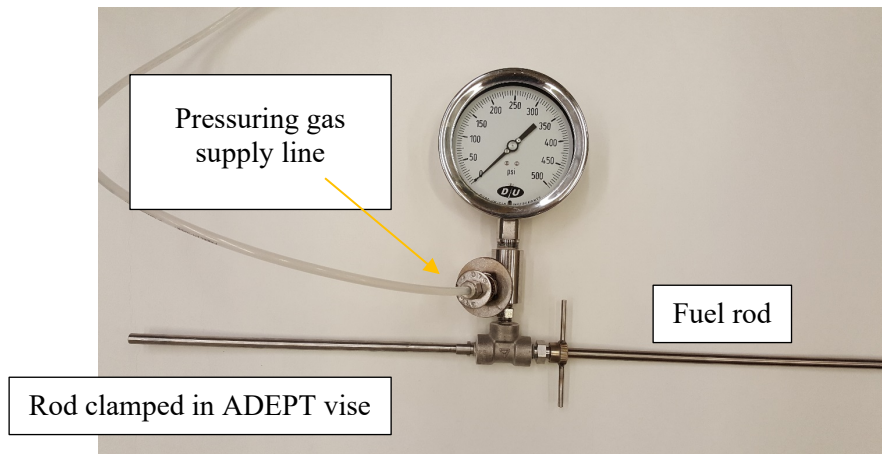 Pressuring gas
supply line
200
250
300
150
350
100
400
50
450
0
500
psi
D/U
Fuel rod
Rod clamped in ADEPT vise